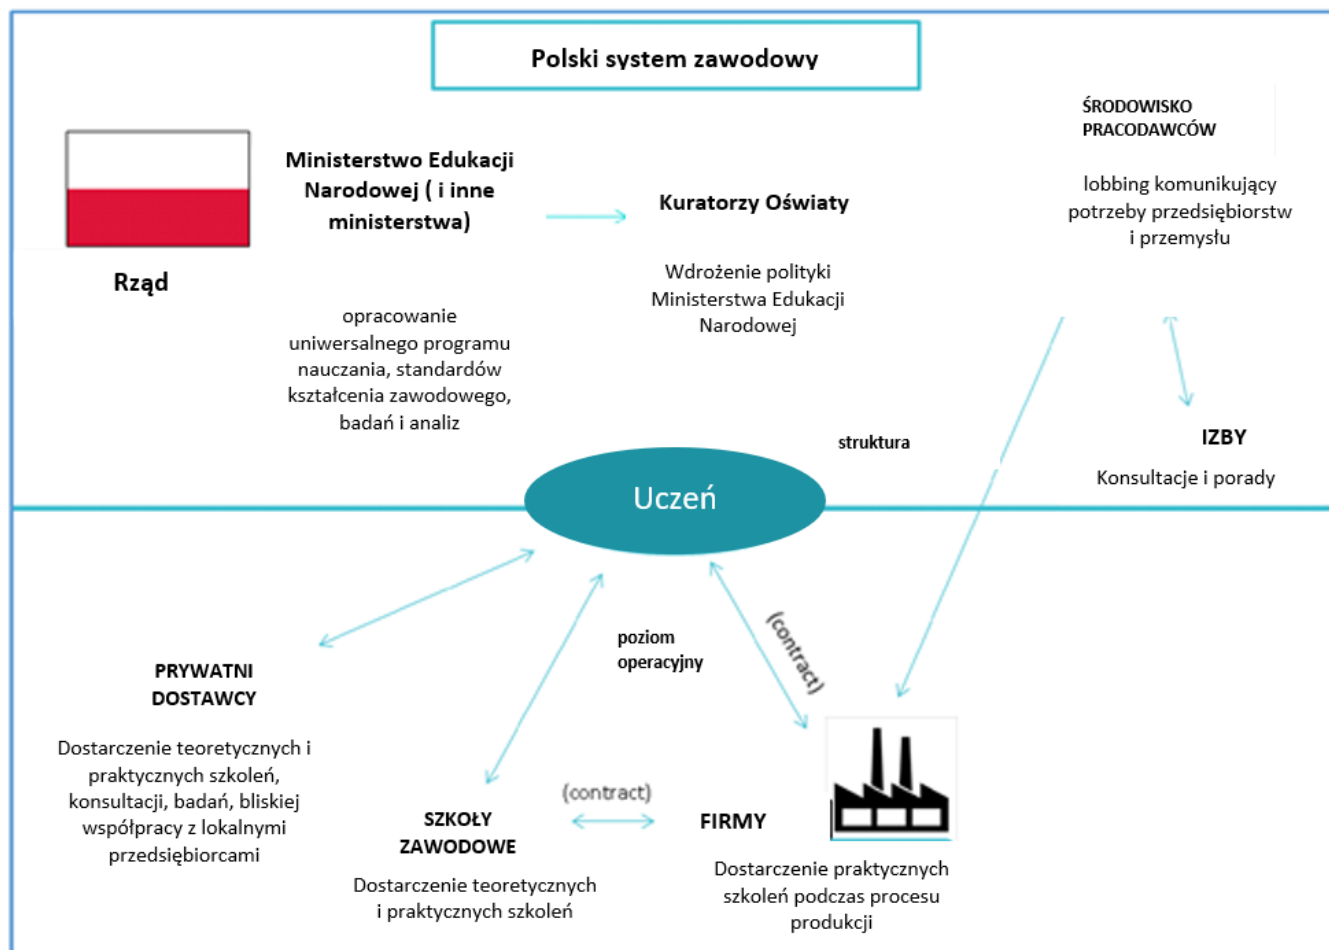 Polski system zawodowy
ŚRODOWISKO
PRACODAWCÓW
lobbing komunikujący
potrzeby przedsiębiorstw
i przemysłu
Ministerstwo Edukacji
Narodowej ( i inne
ministerstwa)
Kuratorzy Oświaty
Rząd
Wdrożenie polityki
Ministerstwa Edukacji
Narodowej
opracowanie
uniwersalnego programu
nauczania, standardów
kształcenia zawodowego,
badań i analiz
struktura
IZBY
Konsultacje i porady
Uczeń
poziom
operacyjny
(contract)
PRYWATNI
DOSTAWCY
Dostarczenie teoretycznych i
praktycznych szkoleń,
konsultacji, badań, bliskiej
współpracy z lokalnymi
przedsiębiorcami
(contract)
SZKOŁY
ZAWODOWE
Dostarczenie teoretycznych
i praktycznych szkoleń
FIRMY
Dostarczenie praktycznych
szkoleń podczas procesu
produkcji